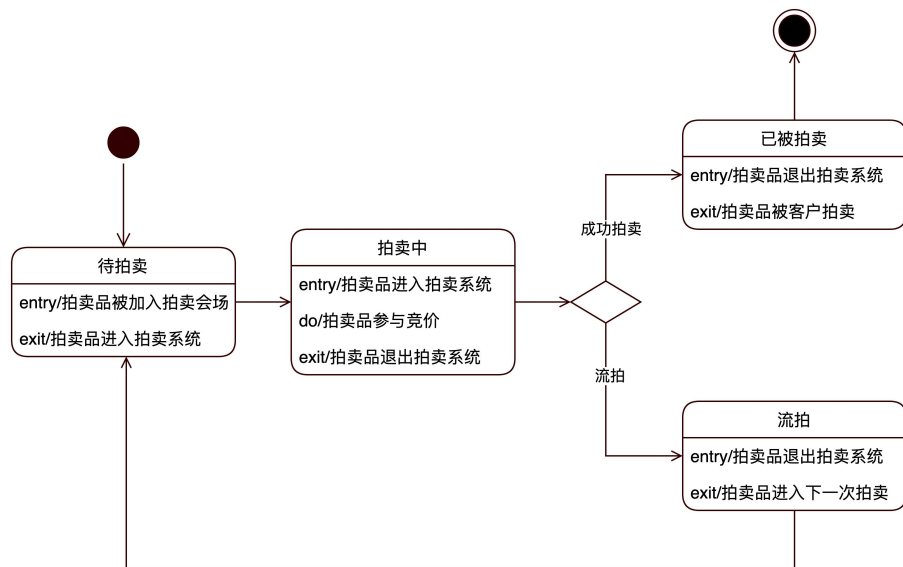 待拍卖
entry/拍卖品被加入拍卖会场
exit/拍卖品进入拍卖系统
拍卖中
entry/拍卖品进入拍卖系统
do/拍卖品参与竞价
exit/拍卖品退出拍卖系统
成功拍卖
流拍
已被拍卖
entry/拍卖品退出拍卖系统
exit/拍卖品被客户拍卖
流拍
entry/拍卖品退出拍卖系统
exit/拍卖品进入下一次拍卖